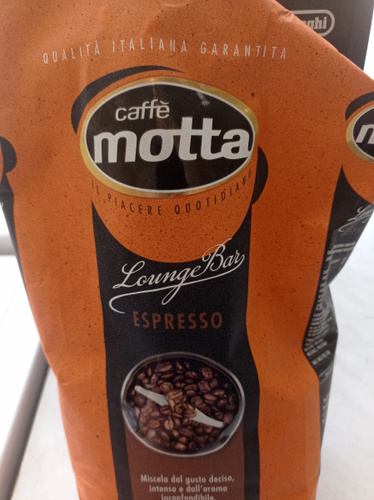 QUALITÀ ITALIANA GARANTITA
caffè
motta
IL PIACERE QUOTIDIANO
Lounge Bar
ESPRESSO
Miscela dal gusto deciso,
intenso e dall'aroma
inconfondibile.